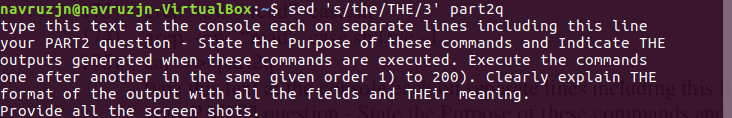 navruzjn@navruzjn-VirtualBox:~$ sed 's/the/THE/3' part2q
type this text at the console each on separate lines including this line
your PART2 question - State the Purpose of these commands and Indicate THE
outputs generated when these commands are executed. Execute the commands
one after another in the same given order 1) to 200). Clearly explain THE
format of the output with all the fields and THEir meaning.
Provide all the screen shots.